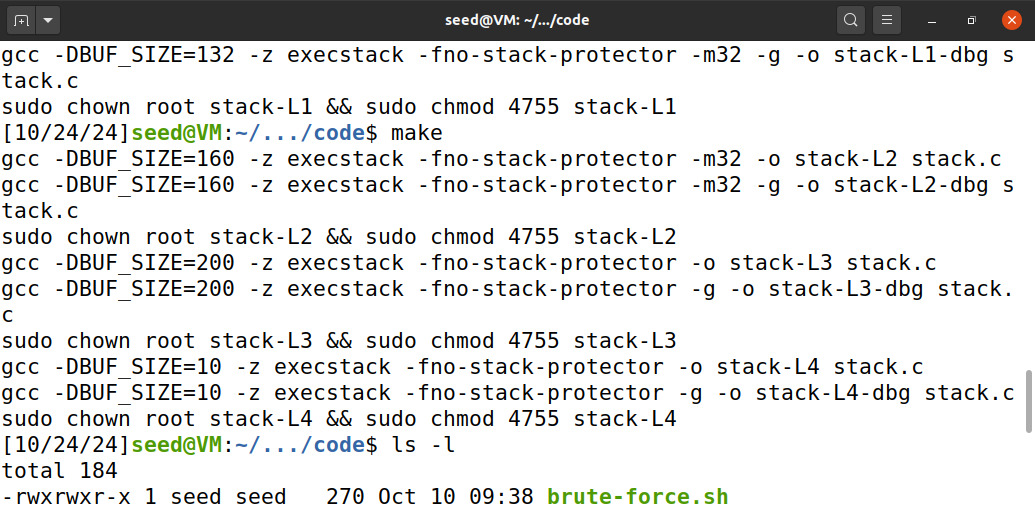 seed@VM: ~/.../code
gcc -DBUF_SIZE=132 -z execstack -fno-stack-protector -m32 -g -o stack-L1-dbg s
tack.c
sudo chown root stack-L1 && sudo chmod 4755 stack-L1
[10/24/24]seed@VM:~/.../code$ make
gcc -DBUF_SIZE=160 -z execstack -fno-stack-protector -m32 -o stack-L2 stack.c
gcc -DBUF_SIZE=160 -z execstack -fno-stack-protector -m32 -g -o stack-L2-dbg s
tack.c
sudo chown root stack-L2 && sudo chmod 4755 stack-L2
gcc -DBUF_SIZE=200 -z execstack -fno-stack-protector -o stack-L3 stack.c
gcc -DBUF_SIZE=200 -z execstack -fno-stack-protector -g -o stack-L3-dbg stack.
c
sudo chown root stack-L3 && sudo chmod 4755 stack-L3
gcc -DBUF_SIZE=10 -z execstack -fno-stack-protector -o stack-L4 stack.c
gcc -DBUF_SIZE=10 -z execstack -fno-stack-protector -g -o stack-L4-dbg stack.c
sudo chown root stack-L4 && sudo chmod 4755 stack-L4
[10/24/24]seed@VM:~/.../code$ ls -l
total 184
-rwxrwxr-x 1 seed seed   270 Oct 10 09:38 brute-force.sh